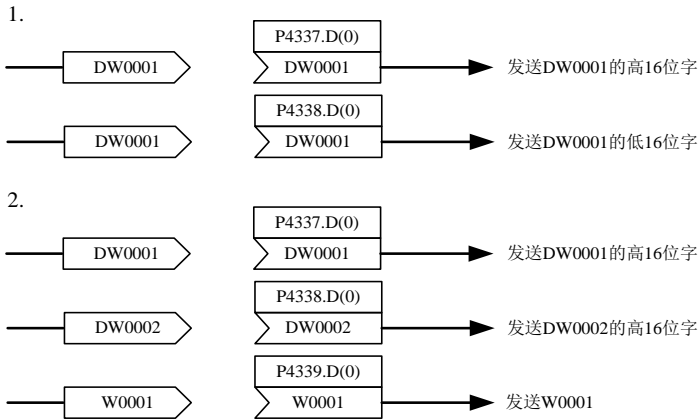 1.
P4337.D(0)
DW0001 DW0001 发送DW0001的高16位字
P4338.D(0)
DW0001 DW0001 发送DW0001的低16位字
2.
P4337.D(0)
DW0001 DW0001 发送DW0001的高16位字
P4338.D(0)
DW0002 DW0002 发送DW0002的高16位字
P4339.D(0)
W0001 W0001 发送W0001